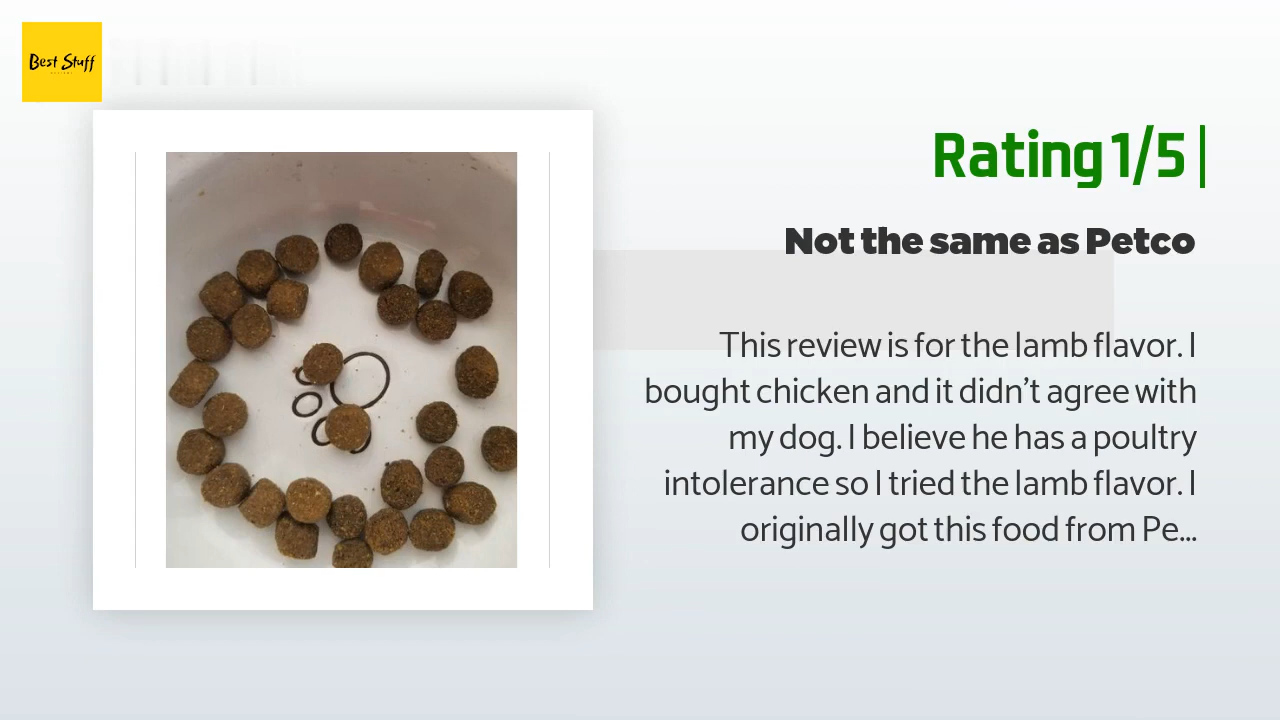 Best Stuff
Rating 1/5 |
Not the same as Petco
This review is for the lamb flavor. I
bought chicken and it didn't agree with
my dog. I believe he has a poultry
intolerance so I tried the lamb flavor. I
originally got this food from Pe...